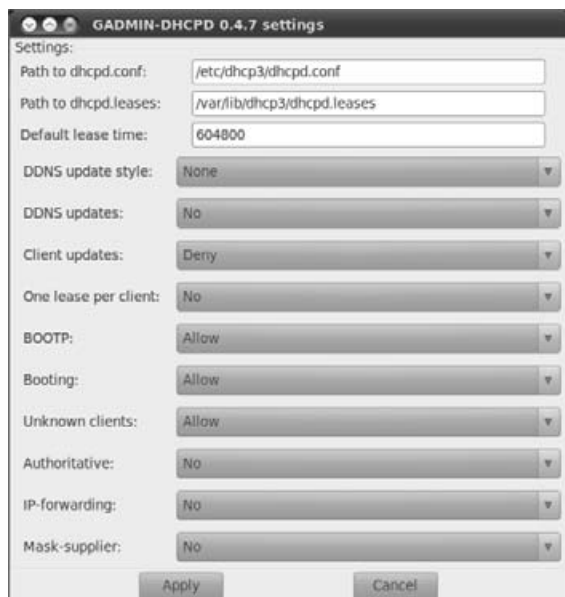 GADMIN-DHCPD 0.4.7 settings
Settings:
Path to dhcpd.conf: /etc/dhcp3/dhcpd.conf
Path to dhcpd.leases: /var/lib/dhcp3/dhcpd.leases
Default lease time: 604800
DDNS update style: None
DDNS updates: No
Client updates: Deny
One lease per client: No
BOOTP: Allow
Booting: Allow
Unknown clients: Allow
Authoritative: No
IP-forwarding: No
Mask-supplier: No
Apply Cancel